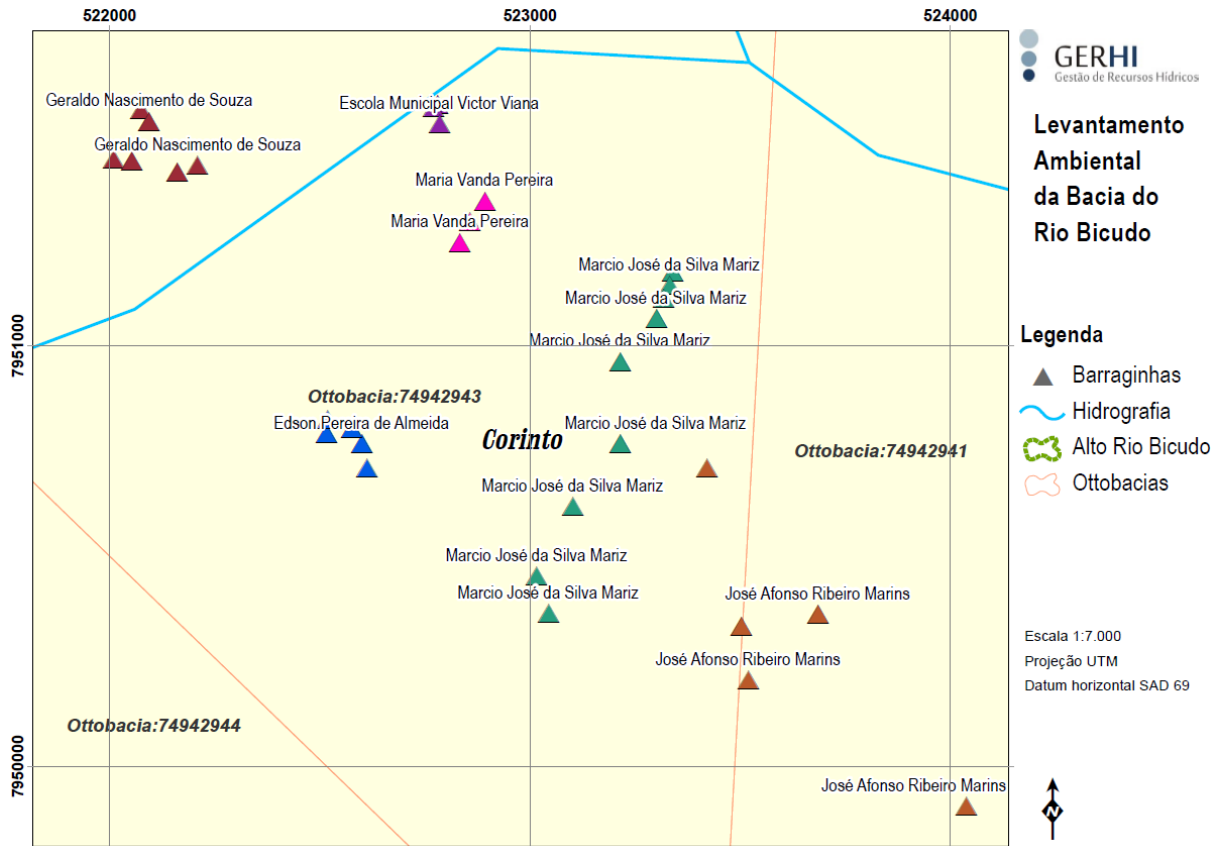 522000
523000
524000
7951000
7950000
Geraldo Nascimento de Souza
Geraldo Nascimento de Souza
Escola Municipal Victor Viana
Maria Vanda Pereira
Maria Vanda Pereira
Marcio José da Silva Mariz
Marcio José da Silva Mariz
Marcio José da Silva Mariz
Ottobacia:74942943
Edson Pereira de Almeida
Corinto
Marcio José da Silva Mariz
Ottobacia:74942941
Marcio José da Silva Mariz
Marcio José da Silva Mariz
Marcio José da Silva Mariz
José Afonso Ribeiro Marins
José Afonso Ribeiro Marins
Ottobacia:74942944
José Afonso Ribeiro Marins
GERHI
Gestão de Recursos Hídricos
Levantamento
Ambiental
da Bacia do
Rio Bicudo
Legenda
Barraginhas
Hidrografia
Alto Rio Bicudo
Ottobacias
Escala 1:7.000
Projeção UTM
Datum horizontal SAD 69
N